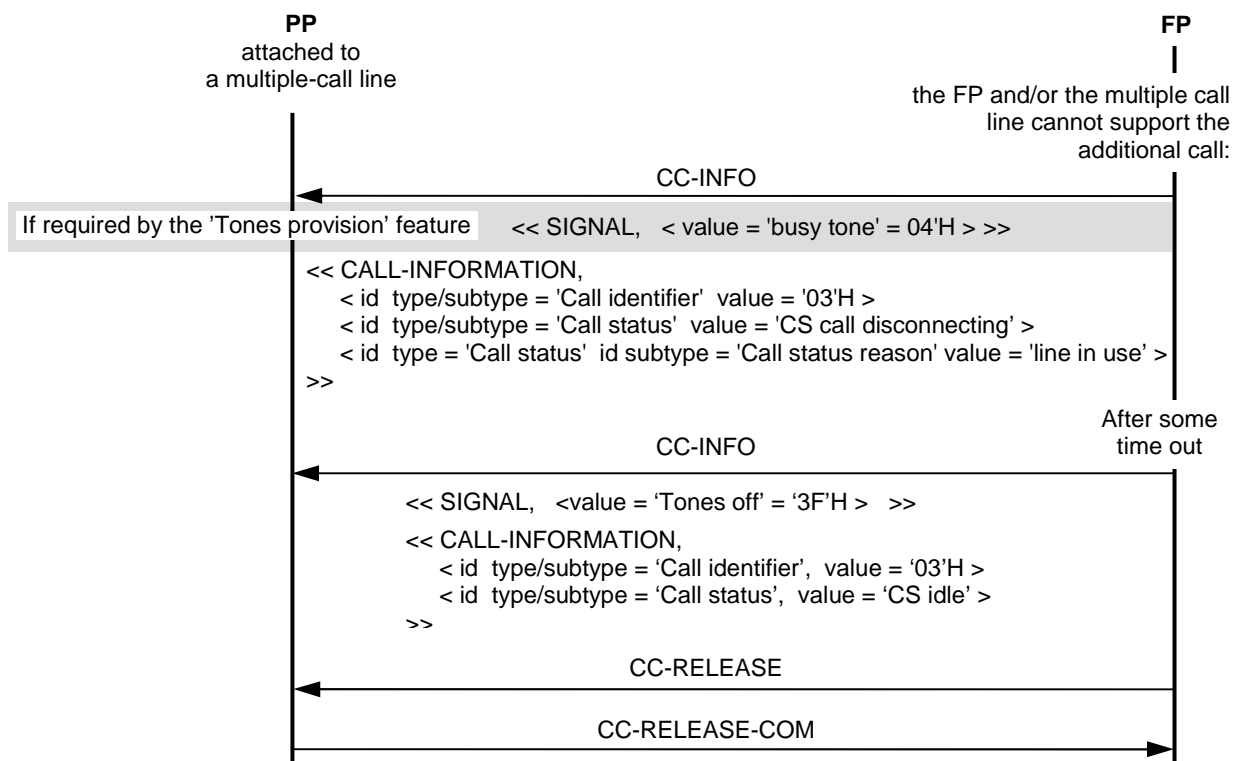 PP
attached to
a multiple-call line
FP
the FP and/or the multiple call
line cannot support the
additional call:
CC-INFO
If required by the ’Tones provision’ feature << SIGNAL, < value = 'busy tone' = 04'H > >>
<< CALL-INFORMATION,
< id type/subtype = 'Call identifier' value = '03'H >
< id type/subtype = 'Call status' value = 'CS call disconnecting’ >
< id type = 'Call status' id subtype = 'Call status reason' value = 'line in use’ >
>>
After some
time out
CC-INFO
<< SIGNAL, <value = ‘Tones off’ = ‘3F’H > >>
<< CALL-INFORMATION,
< id type/subtype = ‘Call identifier’, value = ‘03’H >
< id type/subtype = ‘Call status’, value = ‘CS idle’ >
>>
CC-RELEASE
CC-RELEASE-COM